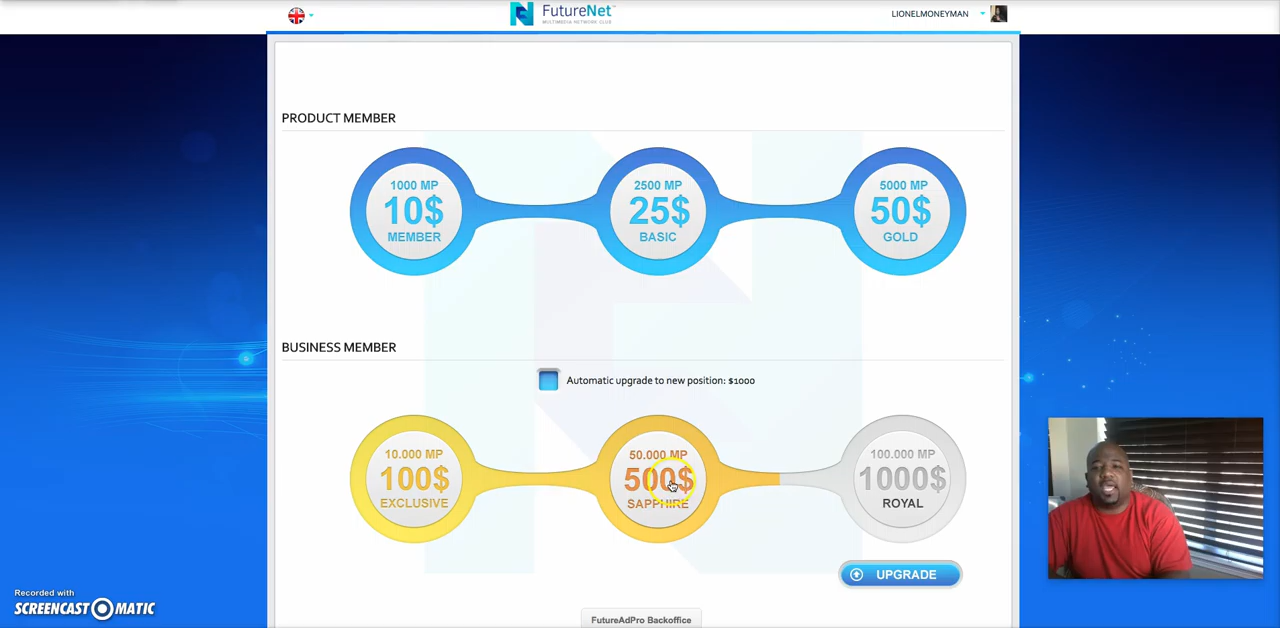 FutureNet
MULTIMEDIA NETWORK CLUB
LIONELMONEYMAN
PRODUCT MEMBER
1000 MP
10$
MEMBER
2500 MP
25$
BASIC
5000 MP
50$
GOLD
BUSINESS MEMBER
Automatic upgrade to new position: $1000
10.000 MP
100$
EXCLUSIVE
50.000 MP
500$
SAPPHIRE
100.000 MP
1000$
ROYAL
UPGRADE
FutureAdPro Backoffice
Recorded with
SCREENCAST-O-MATIC